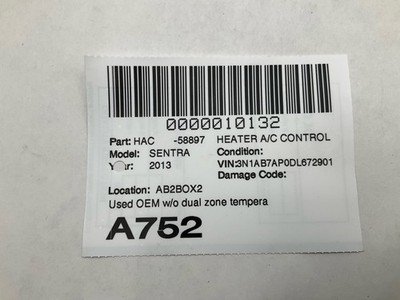 0000010132
Part: HAC -58897 HEATER A/C CONTROL
Model: SENTRA Condition:
Year: 2013 VIN:3N1AB7AP0DL672901
Damage Code:
Location: AB2BOX2
Used OEM w/o dual zone tempera
A752